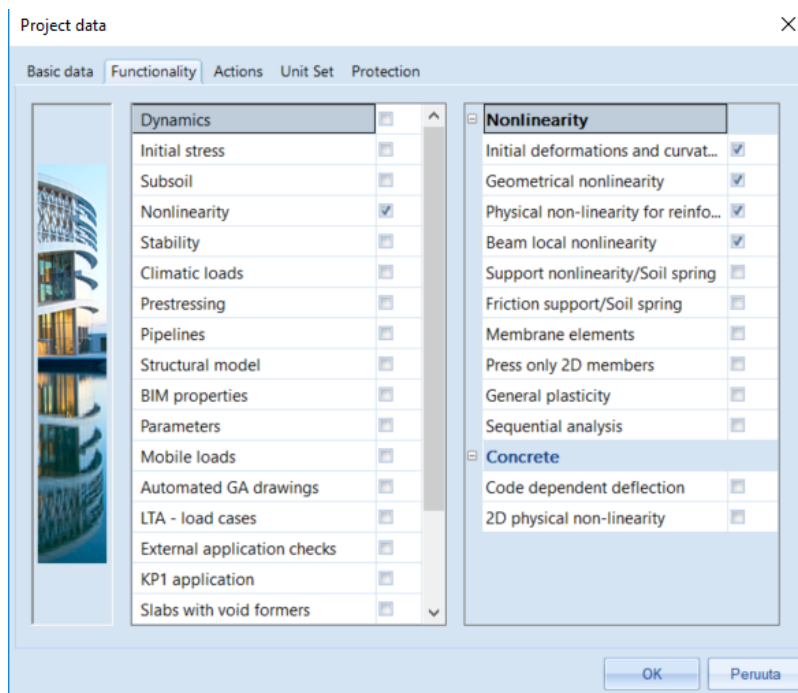 Project data
Basic data Functionality Actions Unit Set Protection
Dynamics
Initial stress
Subsoil
Nonlinearity
Stability
Climatic loads
Prestressing
Pipelines
Structural model
BIM properties
Parameters
Mobile loads
Automated GA drawings
LTA - load cases
External application checks
KP1 application
Slabs with void formers
Nonlinearity
Initial deformations and curvat...
Geometrical nonlinearity
Physical non-linearity for reinfo...
Beam local nonlinearity
Support nonlinearity/Soil spring
Friction support/Soil spring
Membrane elements
Press only 2D members
General plasticity
Sequential analysis
Concrete
Code dependent deflection
2D physical non-linearity
OK Peruuta